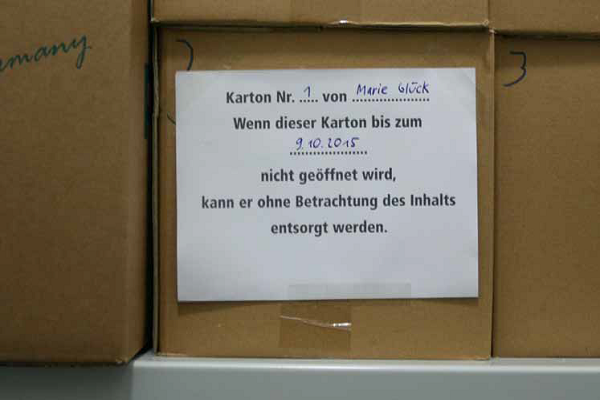 many.
3
Karton Nr. 1 von Marie Glück
Wenn dieser Karton bis zum
9.10.2015
nicht geöffnet wird,
kann er ohne Betrachtung des Inhalts
entsorgt werden.